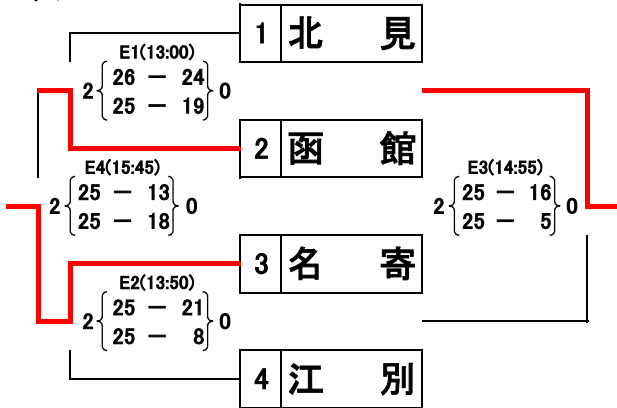 1 北 見
E1(13:00)
2 26 － 24 0
25 － 19
2 函 館
E4(15:45)
2 25 － 13 0
25 － 18
E3(14:55)
2 25 － 16 0
25 － 5
3 名 寄
E2(13:50)
2 25 － 21 0
25 － 8
4 江 別